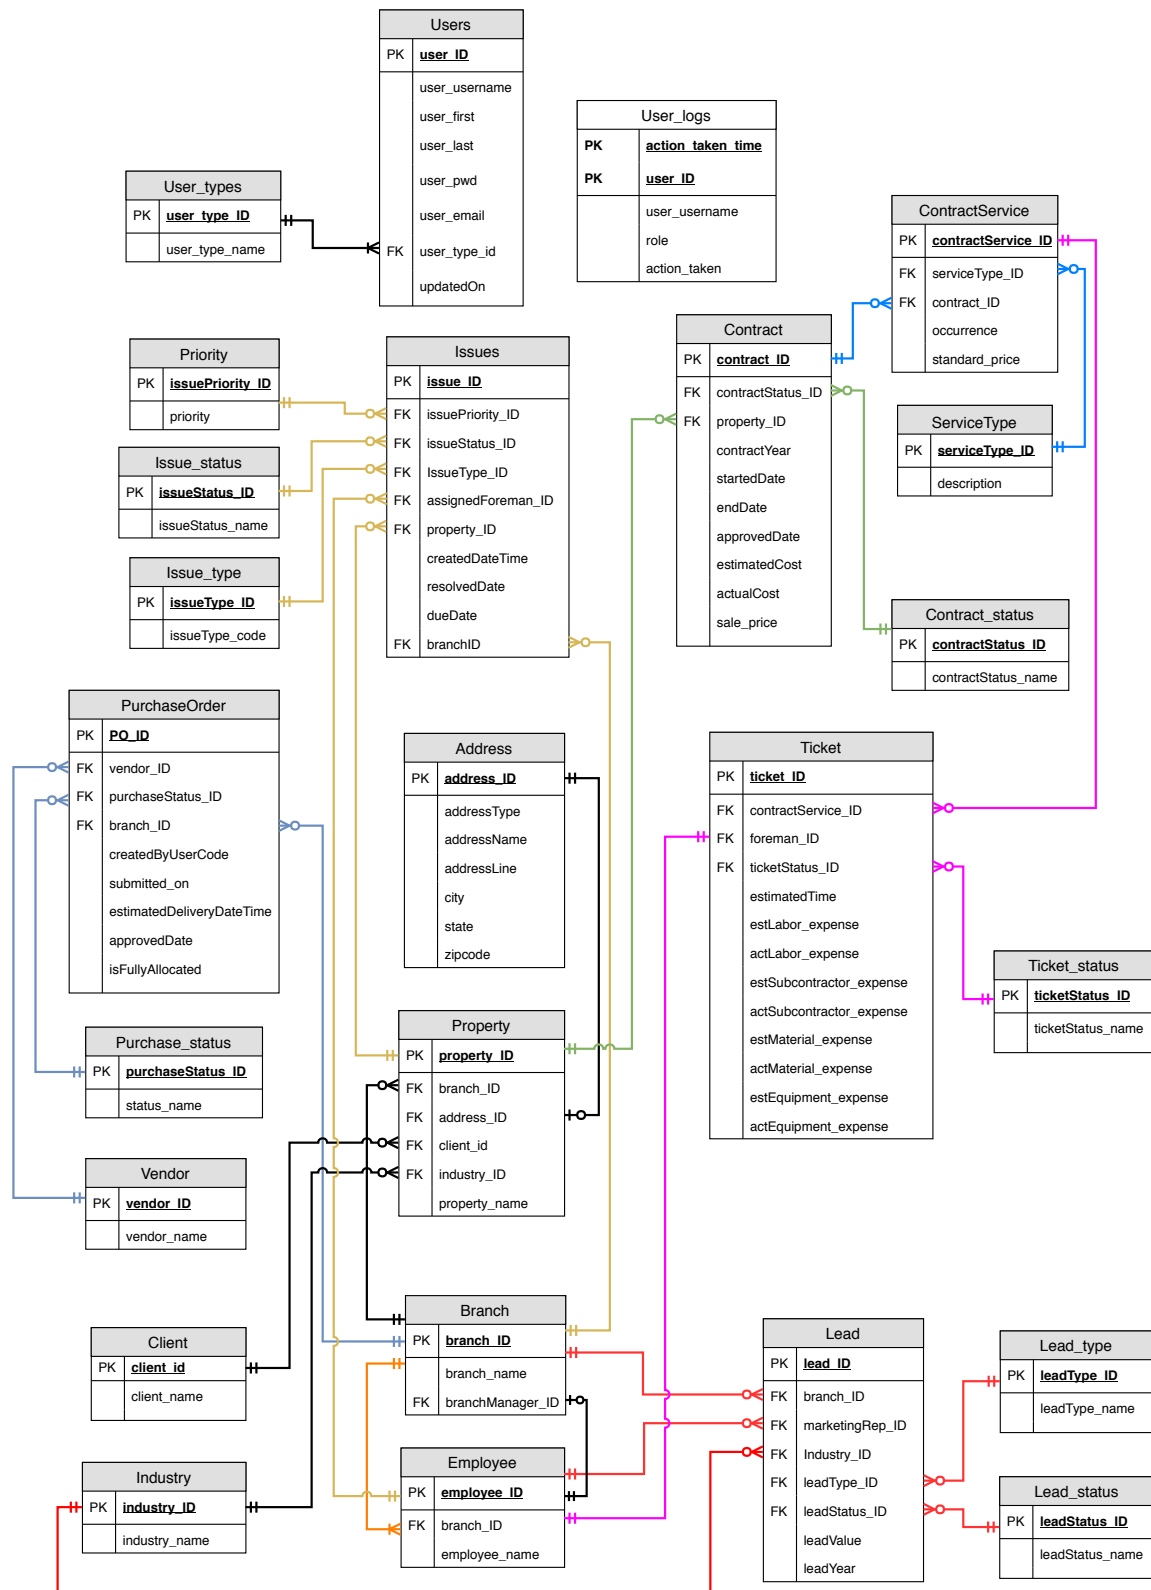 Users
PK user_ID
user_username
user_first
user_last
user_pwd
user_email
FK user_type_id
updatedOn
User_logs
PK action_taken_time
PK user_ID
user_username
role
action_taken
User_types
PK user_type_ID
user_type_name
ContractService
PK contractService_ID
FK serviceType_ID
FK contract_ID
occurrence
standard_price
Priority
PK issuePriority_ID
priority
Issues
PK issue_ID
FK issuePriority_ID
FK issueStatus_ID
FK IssueType_ID
FK assignedForeman_ID
FK property_ID
createdDateTime
resolvedDate
dueDate
FK branchID
Contract
PK contract_ID
FK contractStatus_ID
FK property_ID
contractYear
startedDate
endDate
approvedDate
estimatedCost
actualCost
sale_price
ServiceType
PK serviceType_ID
description
Issue_status
PK issueStatus_ID
issueStatus_name
Issue_type
PK issueType_ID
issueType_code
Contract_status
PK contractStatus_ID
contractStatus_name
PurchaseOrder
PK PO_ID
FK vendor_ID
FK purchaseStatus_ID
FK branch_ID
createdByUserCode
submitted_on
estimatedDeliveryDateTime
approvedDate
isFullyAllocated
Address
PK address_ID
addressType
addressName
addressLine
city
state
zipcode
Ticket
PK ticket_ID
FK contractService_ID
FK foreman_ID
FK ticketStatus_ID
estimatedTime
estLabor_expense
actLabor_expense
estSubcontractor_expense
actSubcontractor_expense
estMaterial_expense
actMaterial_expense
estEquipment_expense
actEquipment_expense
Ticket_status
PK ticketStatus_ID
ticketStatus_name
Purchase_status
PK purchaseStatus_ID
status_name
Property
PK property_ID
FK branch_ID
FK address_ID
FK client_id
FK industry_ID
property_name
Vendor
PK vendor_ID
vendor_name
Branch
PK branch_ID
branch_name
FK branchManager_ID
Client
PK client_id
client_name
Lead
PK lead_ID
FK branch_ID
FK marketingRep_ID
FK Industry_ID
FK leadType_ID
FK leadStatus_ID
leadValue
leadYear
Lead_type
PK leadType_ID
leadType_name
Employee
PK employee_ID
FK branch_ID
employee_name
Industry
PK industry_ID
industry_name
Lead_status
PK leadStatus_ID
leadStatus_name